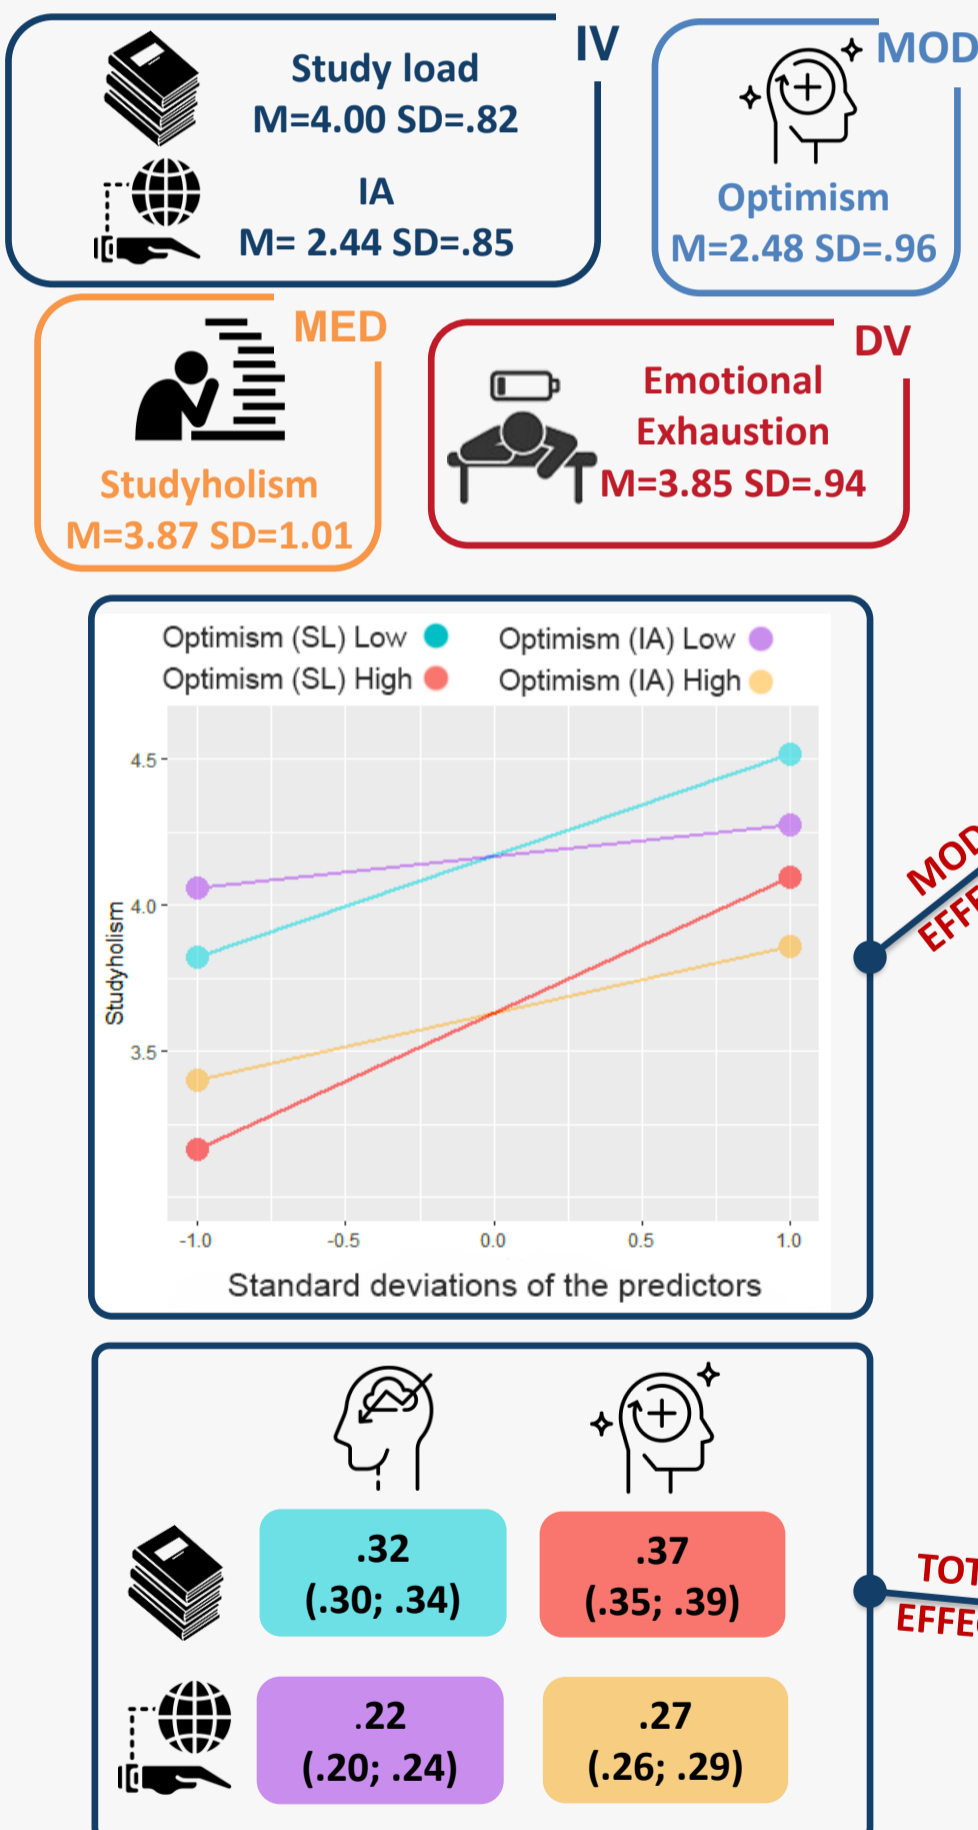 IV
Study load
M=4.00 SD=.82
IA
M= 2.44 SD=.85
MOD
Optimism
M=2.48 SD=.96
MED
Studyholism
M=3.87 SD=1.01
DV
Emotional
Exhaustion
M=3.85 SD=.94
Optimism (SL) Low
Optimism (IA) Low
Optimism (SL) High
Optimism (IA) High
4.5
4.0
3.5
Studyholism
-1.0
-0.5
0.0
0.5
1.0
Standard deviations of the predictors
MOD
EFFE
.32
(.30; .34)
.37
(.35; .39)
TOT
EFFE
.22
(.20; .24)
.27
(.26; .29)